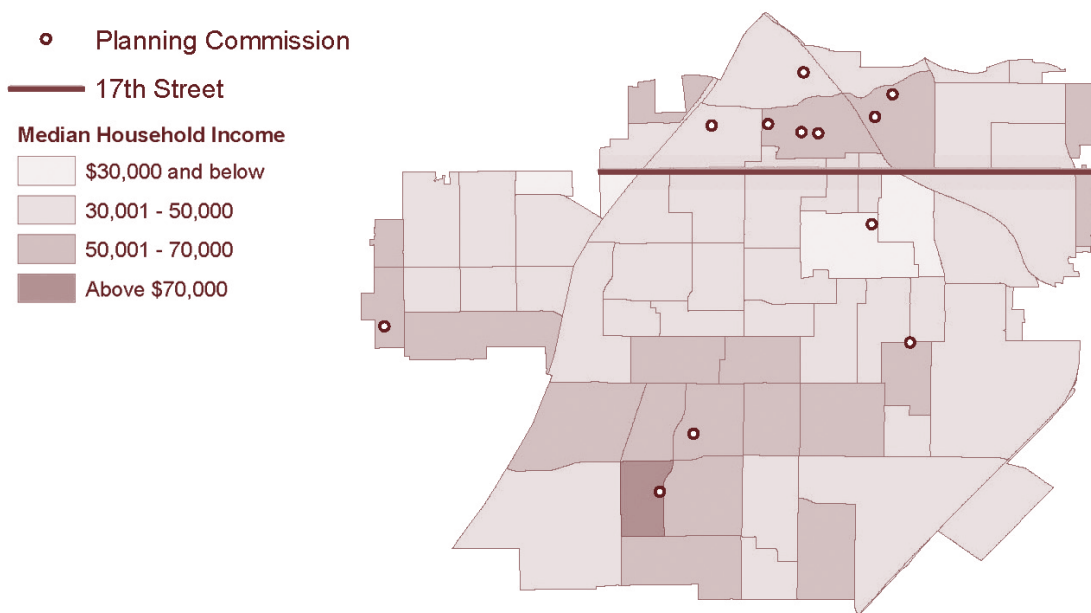 Planning Commission
17th Street
Median Household Income
$30,000 and below
30,001 - 50,000
50,001 - 70,000
Above $70,000